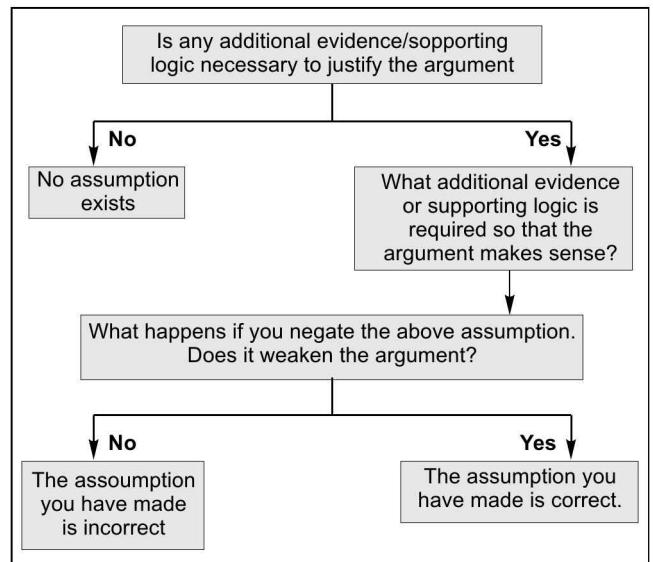 Is any additional evidence/sopporting
logic necessary to justify the argument
No
Yes
No assumption
exists
What additional evidence
or supporting logic is
required so that the
argument makes sense?
What happens if you negate the above assumption.
Does it weaken the argument?
No
Yes
The assoumption
you have made
is incorrect
The assumption you
have made is correct.